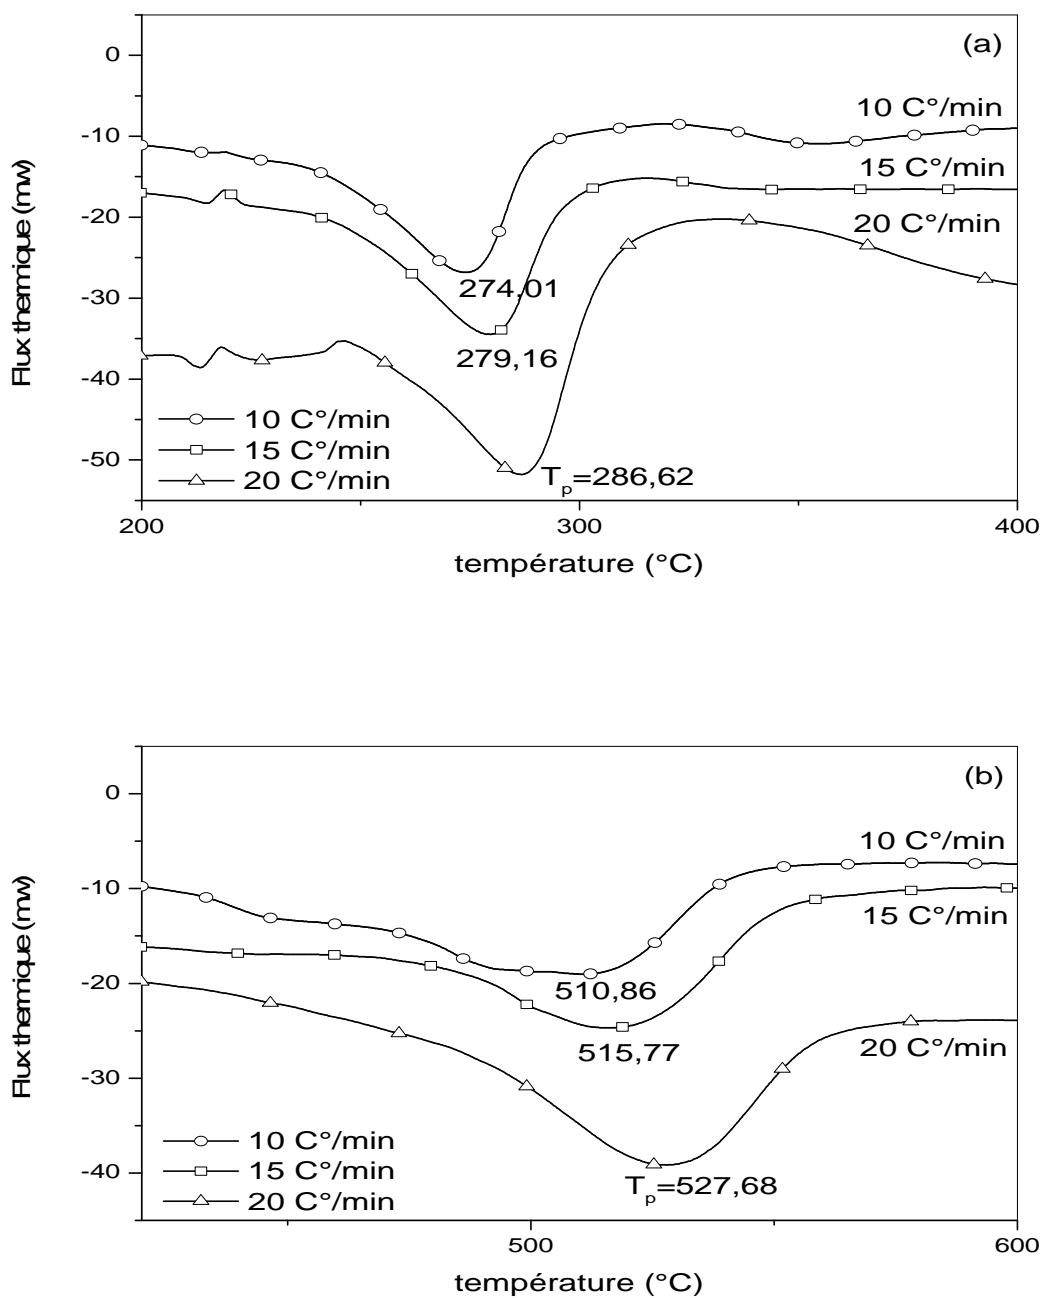 (a)
0
-10
-20
-30
-40
-50
Flux thermique (mw)
10 C°/min
15 C°/min
20 C°/min
274,01
279,16
Tp=286,62
10 C°/min
15 C°/min
20 C°/min
200 300 400
température (°C)
(b)
0
-10
-20
-30
-40
Flux thermique (mw)
10 C°/min
15 C°/min
20 C°/min
510,86
515,77
Tp=527,68
10 C°/min
15 C°/min
20 C°/min
500 600
température (°C)